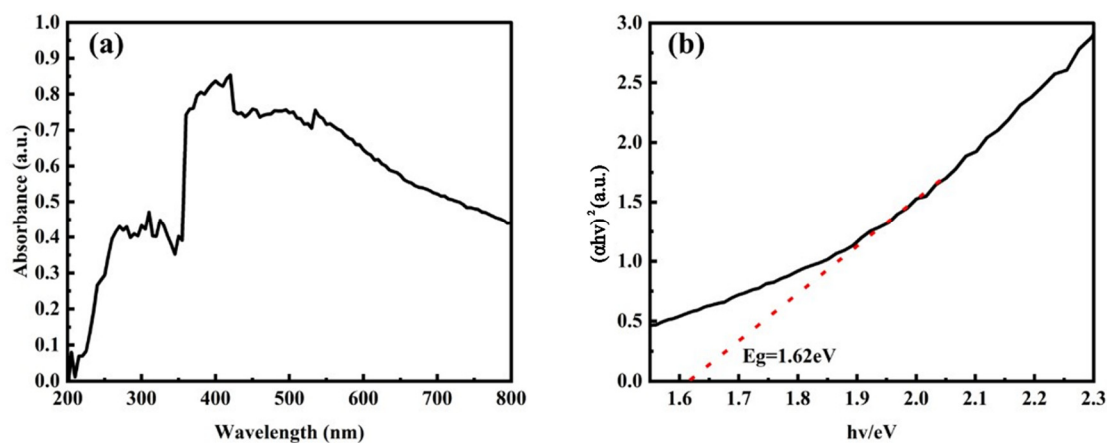 (a)
Absorbance (a.u.)
1.0
0.9
0.8
0.7
0.6
0.5
0.4
0.3
0.2
0.1
0.0
200 300 400 500 600 700 800
Wavelength (nm)
(b)
(αhv)²(a.u.)
3.0
2.5
2.0
1.5
1.0
0.5
0.0
Eg=1.62eV
1.6 1.7 1.8 1.9 2.0 2.1 2.2 2.3
hv/eV